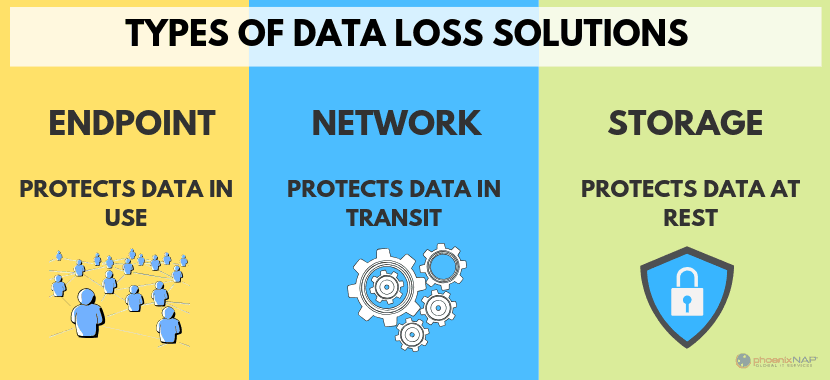 TYPES OF DATA LOSS SOLUTIONS
ENDPOINT
PROTECTS DATA IN
USE
NETWORK
PROTECTS DATA IN
TRANSIT
STORAGE
PROTECTS DATA AT
REST
phoenixNAP
GLOBAL IT SERVICES